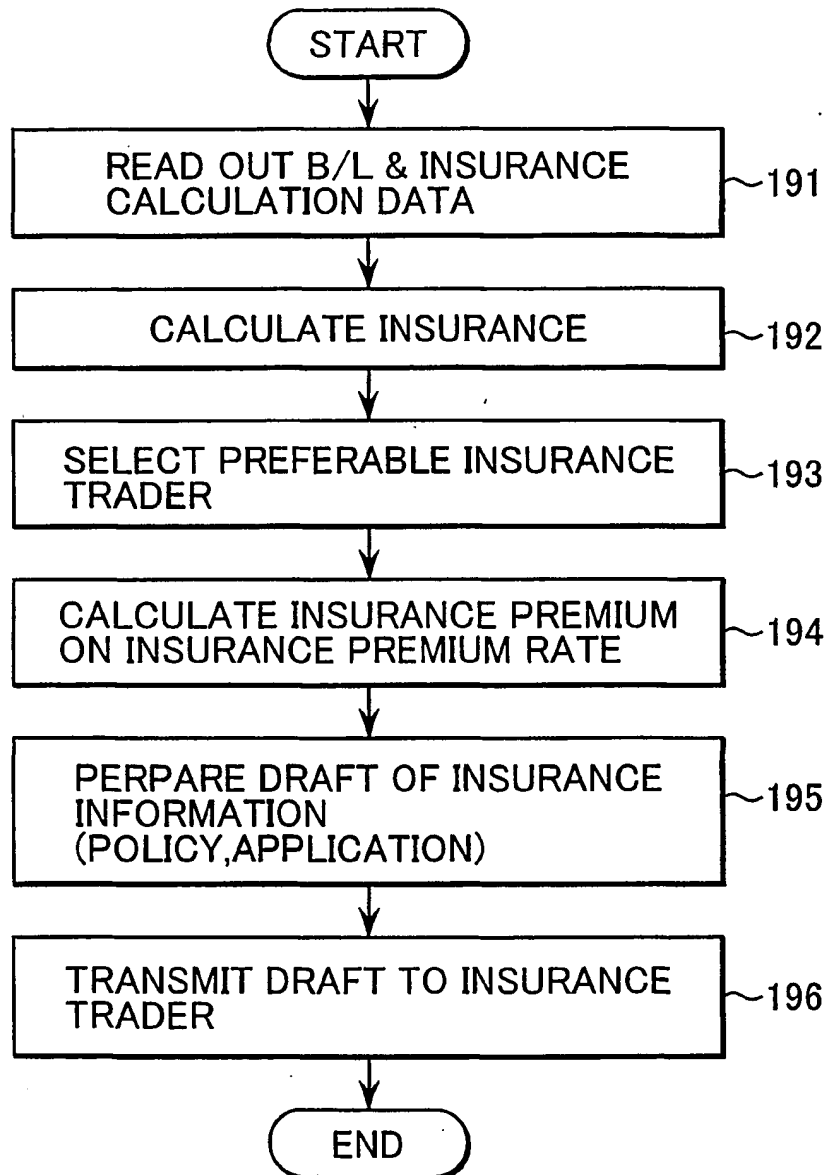 START
READ OUT B/L & INSURANCE
CALCULATION DATA
191
CALCULATE INSURANCE
192
SELECT PREFERABLE INSURANCE
TRADER
193
CALCULATE INSURANCE PREMIUM
ON INSURANCE PREMIUM RATE
194
PERPARE DRAFT OF INSURANCE
INFORMATION
(POLICY,APPLICATION)
195
TRANSMIT DRAFT TO INSURANCE
TRADER
196
END